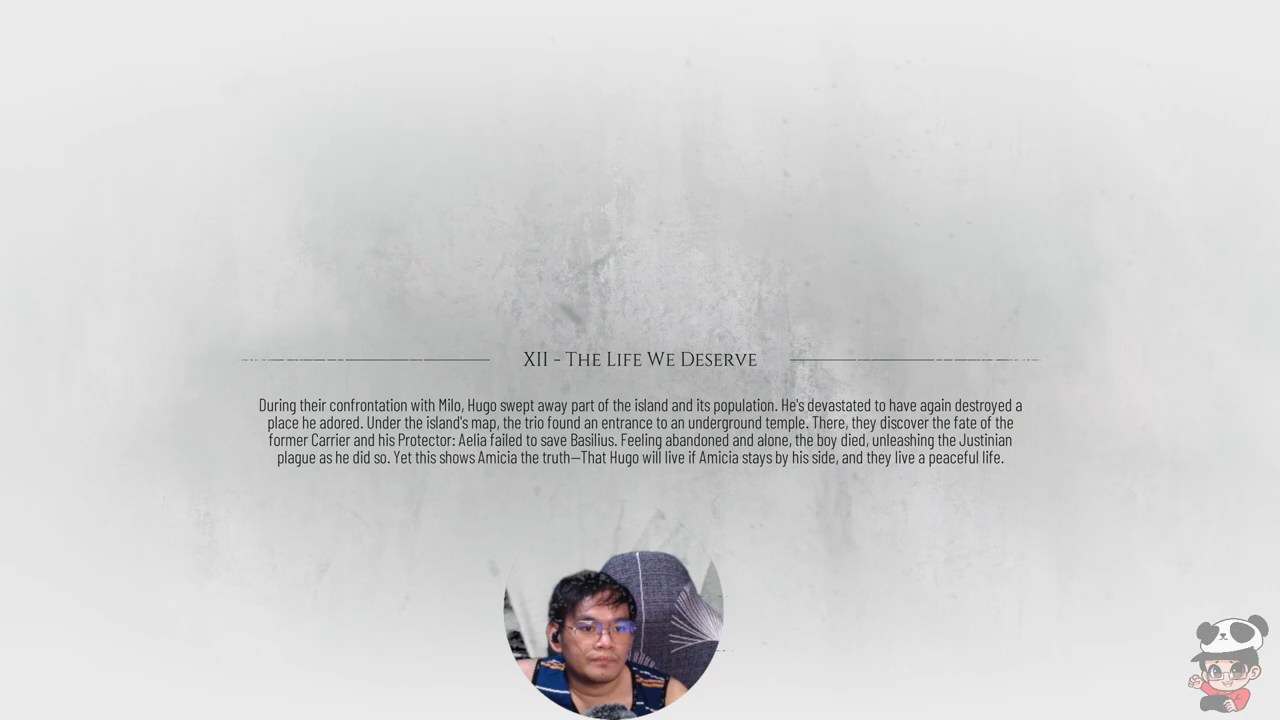 XII - The Life We Deserve
During their confrontation with Milo, Hugo swept away part of the island and its population. He's devastated to have again destroyed a
place he adored. Under the island's map, the trio found an entrance to an underground temple. There, they discover the fate of the
former Carrier and his Protector: Aelia failed to save Basilius. Feeling abandoned and alone, the boy died, unleashing the Justinian
plague as he did so. Yet this shows Amicia the truth—That Hugo will live if Amicia stays by his side, and they live a peaceful life.